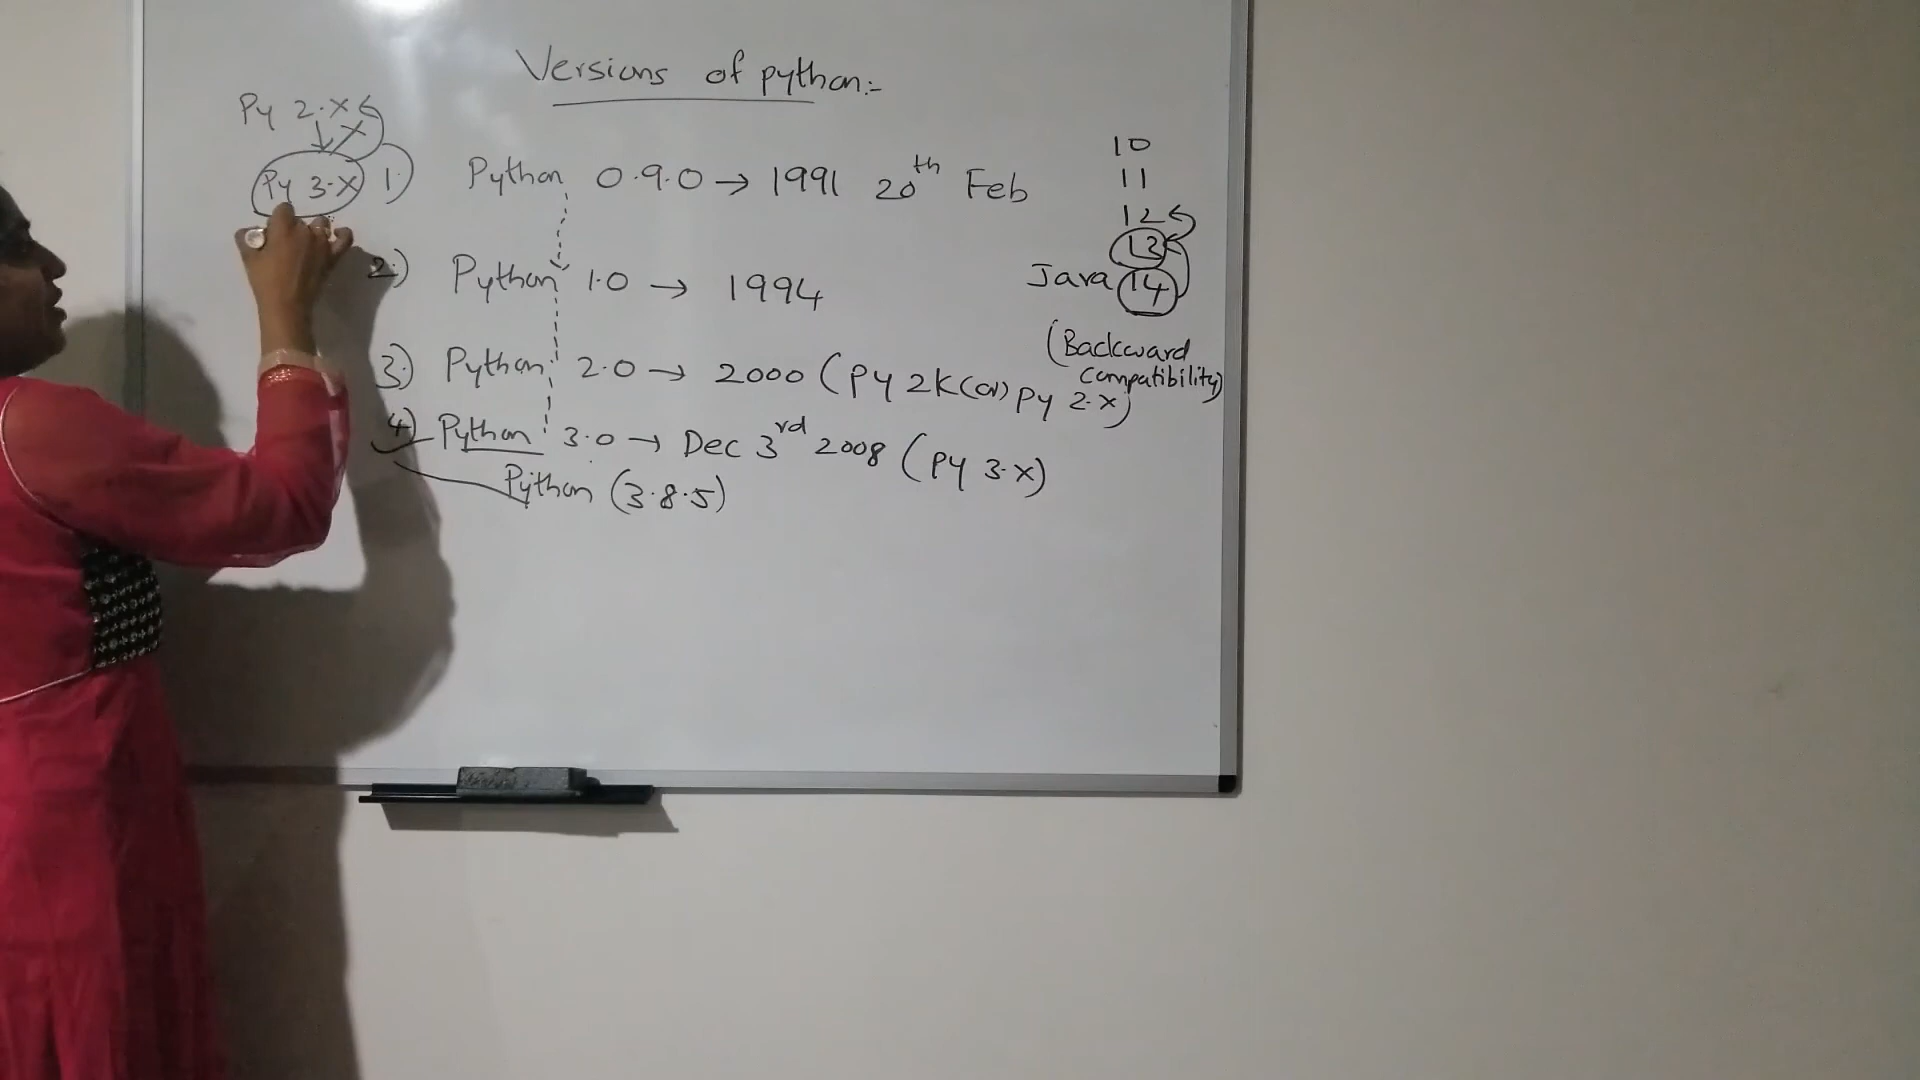 Versions of python:-
Py 2.x
Py 3.x
1.) Python 0.9.0 → 1991 20th Feb
2.) Python 1.0 → 1994
3.) Python 2.0 → 2000 (Py 2K (or) Py 2.x)
4.) Python 3.0 → Dec 3rd 2008 (Py 3.x)
Python (3.8.5)
10
11
12
13
Java 14
(Backward
compatibility)